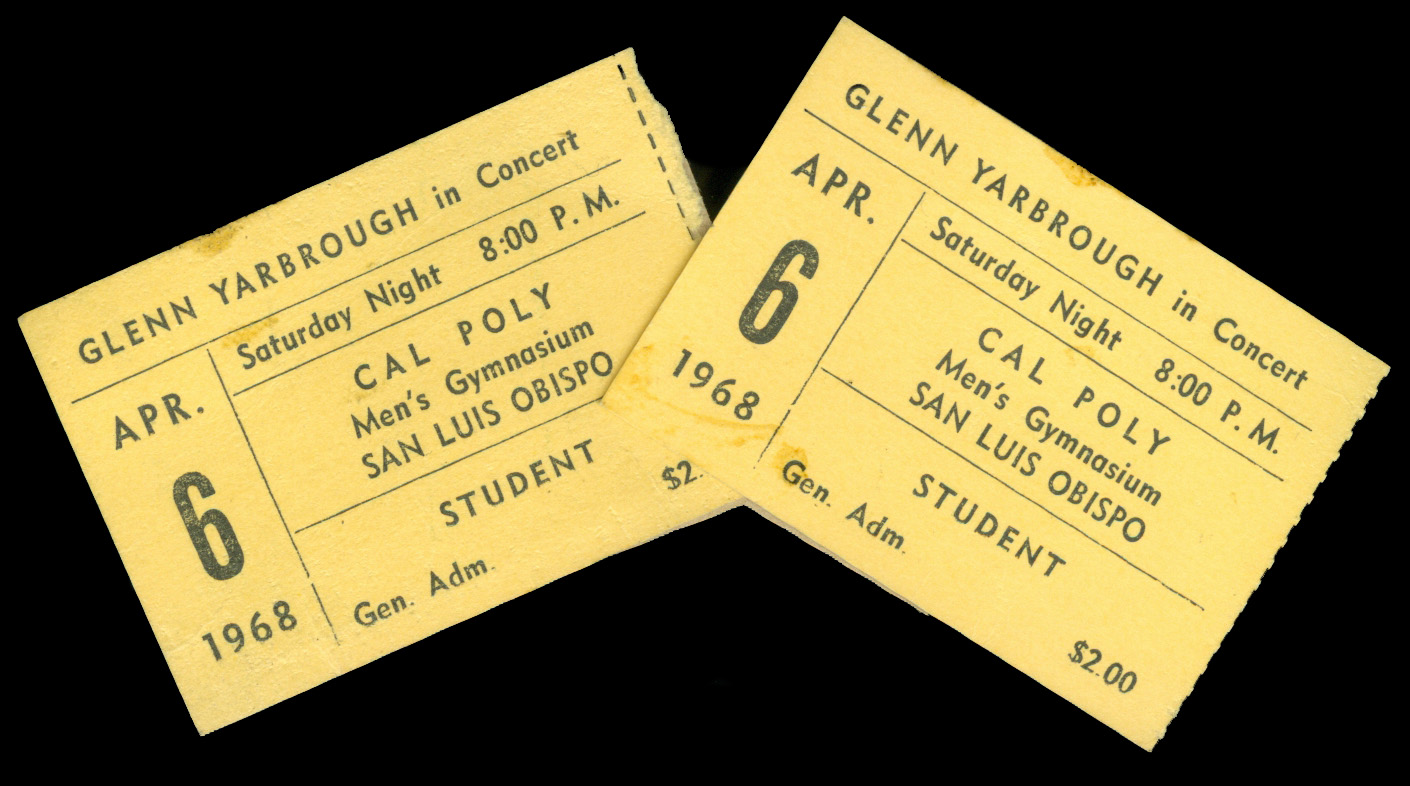 GLENN YARBROUGH in Concert
Saturday Night 8:00 P. M.
APR.
6
1968
CAL POLY
Men's Gymnasium
SAN LUIS OBISPO
STUDENT
Gen. Adm.
$2.
GLENN YARBROUGH in Concert
APR.
6
1968
Saturday Night 8:00 P. M.
CAL POLY
Men's Gymnasium
SAN LUIS OBISPO
STUDENT
Gen. Adm.
$2.00